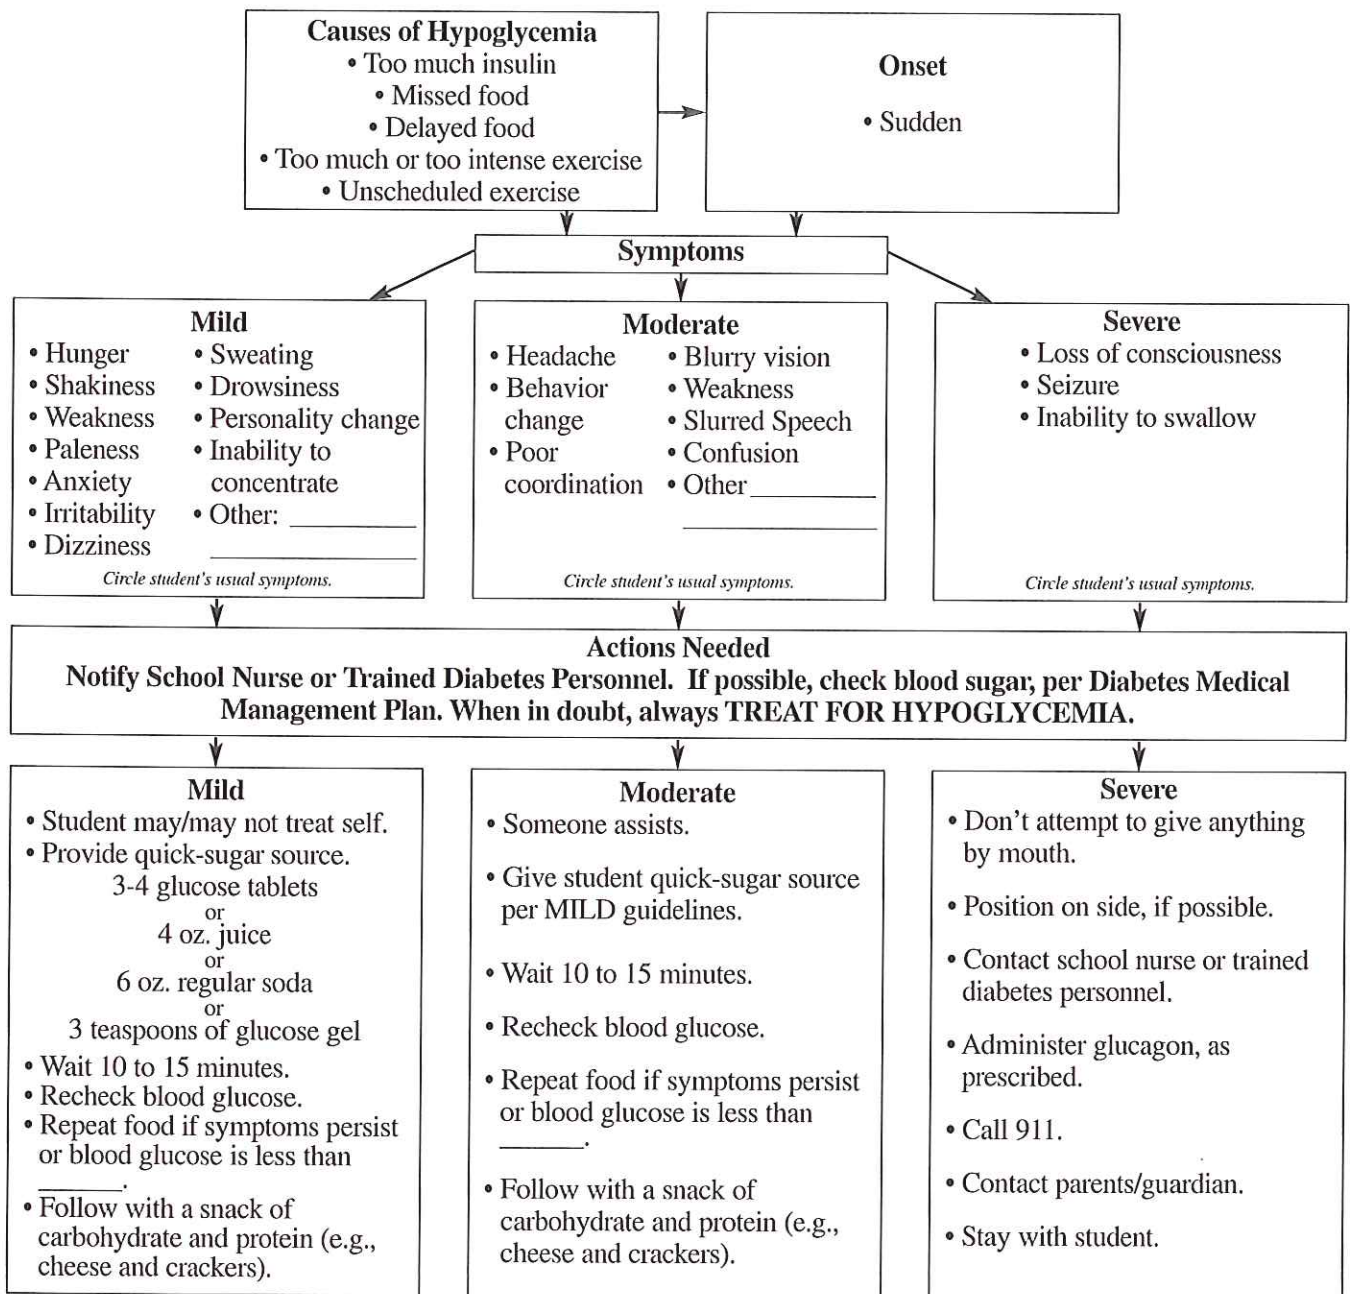 Causes of Hypoglycemia
• Too much insulin
• Missed food
• Delayed food
• Too much or too intense exercise
• Unscheduled exercise
Onset
• Sudden
Symptoms
Mild
• Hunger
• Shakiness
• Weakness
• Paleness
• Anxiety
• Irritability
• Dizziness
• Sweating
• Drowsiness
• Personality change
• Inability to
concentrate
• Other: ____________
____________________
Circle student's usual symptoms.
Moderate
• Headache
• Behavior
change
• Poor
coordination
• Blurry vision
• Weakness
• Slurred Speech
• Confusion
• Other ____________
____________________
Circle student's usual symptoms.
Severe
• Loss of consciousness
• Seizure
• Inability to swallow
Circle student's usual symptoms.
Actions Needed
Notify School Nurse or Trained Diabetes Personnel. If possible, check blood sugar, per Diabetes Medical
Management Plan. When in doubt, always TREAT FOR HYPOGLYCEMIA.
Mild
• Student may/may not treat self.
• Provide quick-sugar source.
3-4 glucose tablets
or
4 oz. juice
or
6 oz. regular soda
or
3 teaspoons of glucose gel
• Wait 10 to 15 minutes.
• Recheck blood glucose.
• Repeat food if symptoms persist
or blood glucose is less than
______.
• Follow with a snack of
carbohydrate and protein (e.g.,
cheese and crackers).
Moderate
• Someone assists.
• Give student quick-sugar source
per MILD guidelines.
• Wait 10 to 15 minutes.
• Recheck blood glucose.
• Repeat food if symptoms persist
or blood glucose is less than
______.
• Follow with a snack of
carbohydrate and protein (e.g.,
cheese and crackers).
Severe
• Don't attempt to give anything
by mouth.
• Position on side, if possible.
• Contact school nurse or trained
diabetes personnel.
• Administer glucagon, as
prescribed.
• Call 911.
• Contact parents/guardian.
• Stay with student.